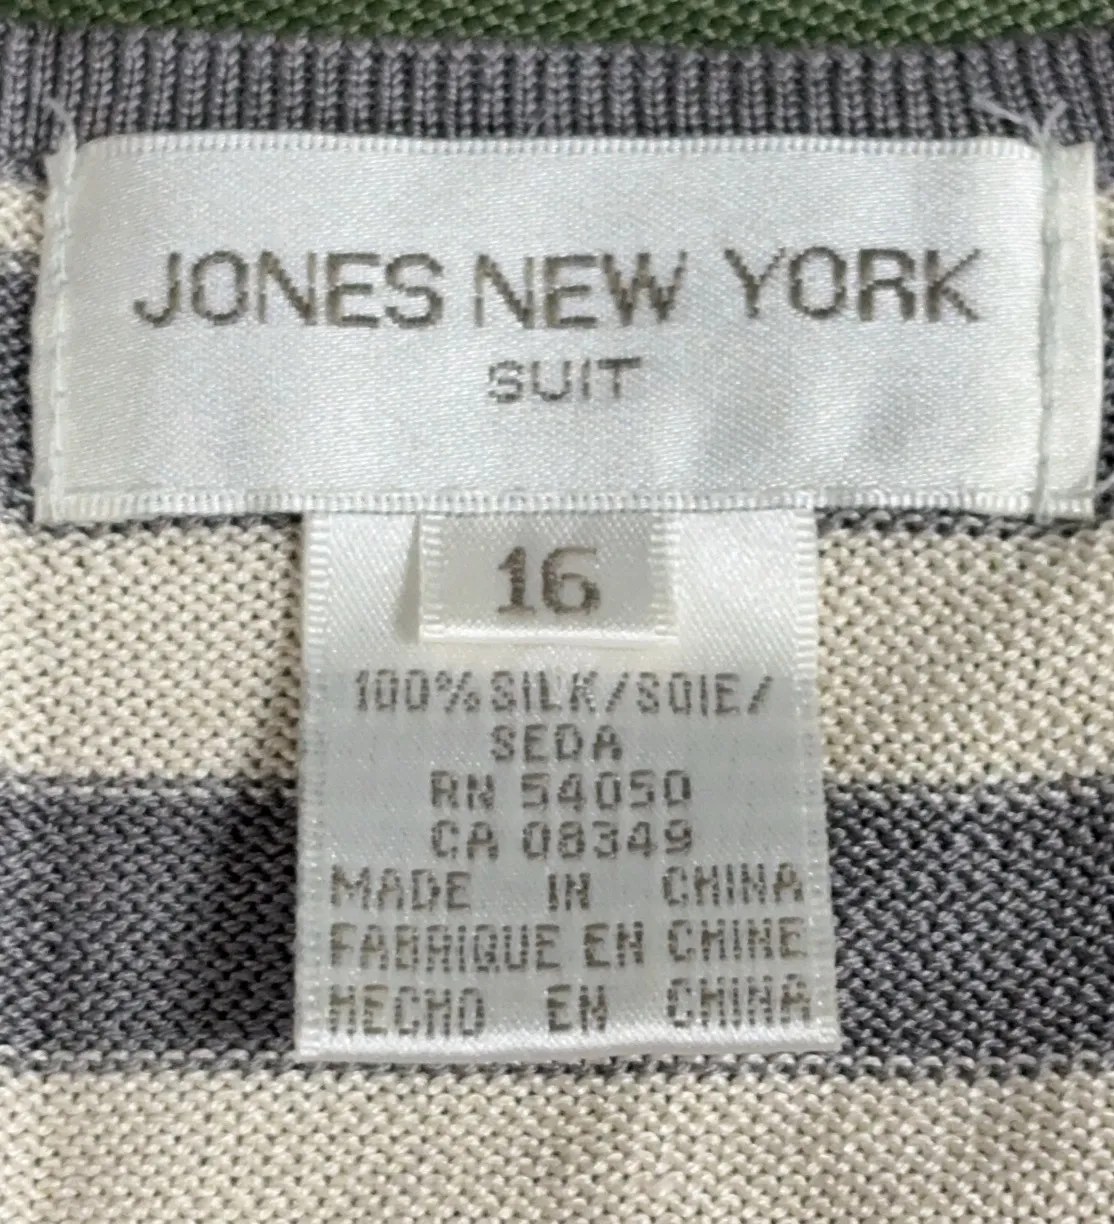 JONES NEW YORK
SUIT
16
100% SILK/SOIE/
SEDA
RN 54050
CA 08349
MADE IN CHINA
FABRIQUE EN CHINE
HECHO EN CHINA